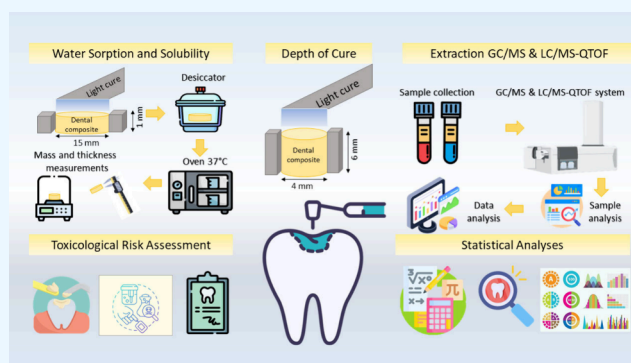 Water Sorption and Solubility
Light cure
Dental
composite
1 mm
15 mm
Desiccator
Mass and thickness
measurements
Oven 37°C
Depth of Cure
Light cure
Dental
composite
6 mm
4 mm
Extraction GC/MS & LC/MS-QTOF
Sample collection
GC/MS & LC/MS-QTOF system
Data
analysis
Sample
analysis
Toxicological Risk Assessment
Statistical Analyses